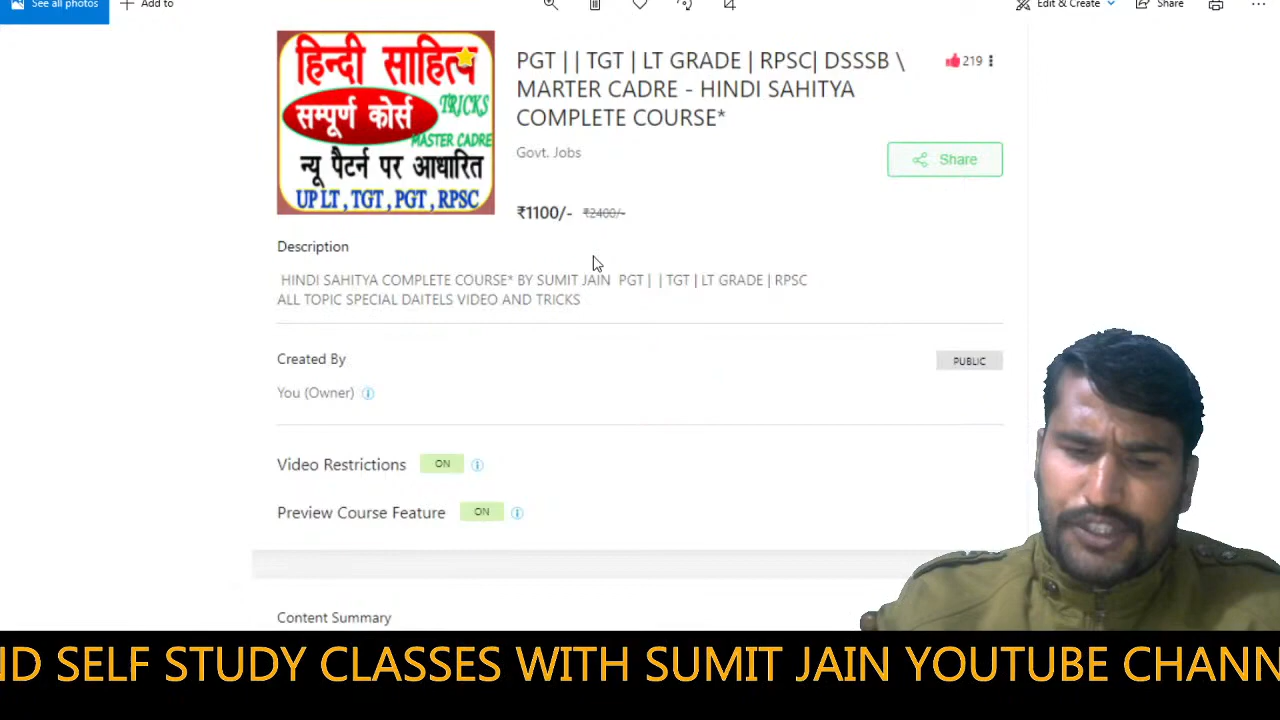 See all photos
Add to
Edit & Create
Share
हिन्दी साहित्य
सम्पूर्ण कोर्स
TRICKS
MASTER CADRE
न्यू पैटर्न पर आधारित
UP LT , TGT , PGT , RPSC
PGT | | TGT | LT GRADE | RPSC| DSSSB \
MARTER CADRE - HINDI SAHITYA
COMPLETE COURSE*
219
Govt. Jobs
Share
₹1100/- ₹2400/-
Description
HINDI SAHITYA COMPLETE COURSE* BY SUMIT JAIN PGT | | TGT | LT GRADE | RPSC
ALL TOPIC SPECIAL DAITELS VIDEO AND TRICKS
Created By
PUBLIC
You (Owner)
Video Restrictions ON
Preview Course Feature ON
Content Summary
ND SELF STUDY CLASSES WITH SUMIT JAIN YOUTUBE CHANN